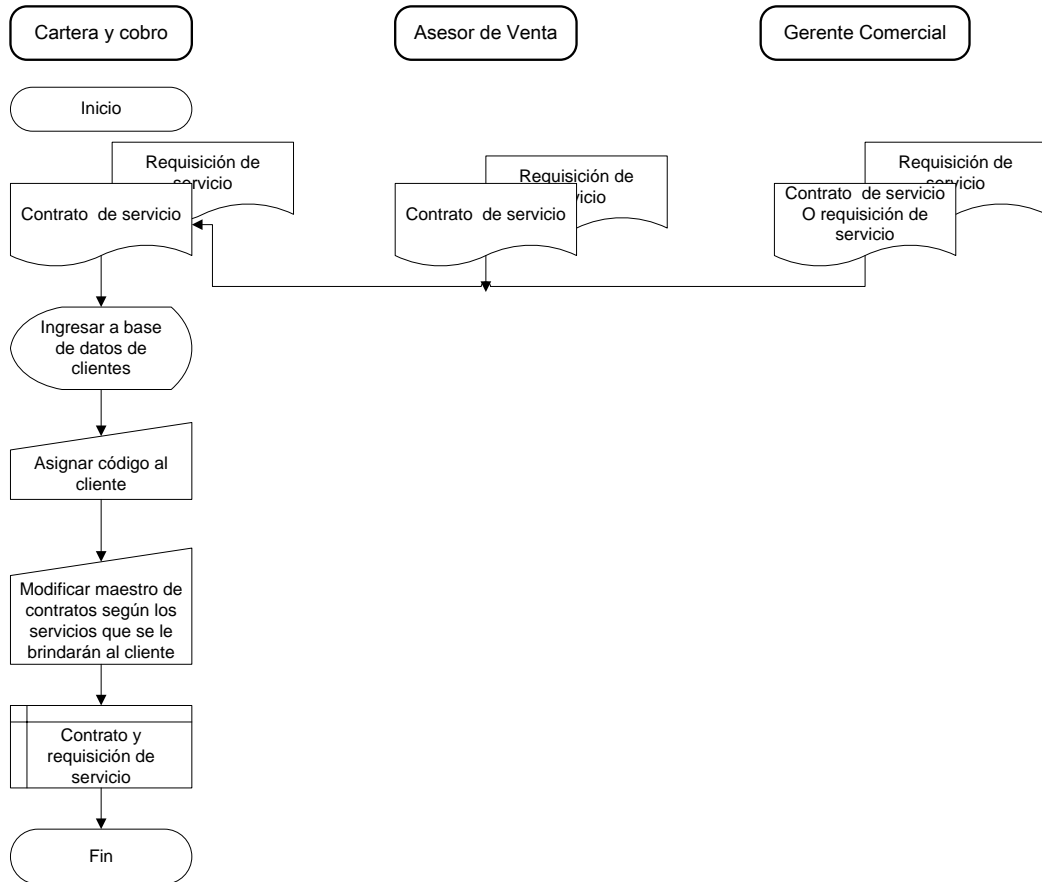 Cartera y cobro
Asesor de Venta
Gerente Comercial
Inicio
Requisición de
servicio
Contrato de servicio
Requisición de
vicio
Contrato de servicio
Requisición de
servicio
Contrato de servicio
O requisición de
servicio
Ingresar a base
de datos de
clientes
Asignar código al
cliente
Modificar maestro de
contratos según los
servicios que se le
brindarán al cliente
Contrato y
requisición de
servicio
Fin